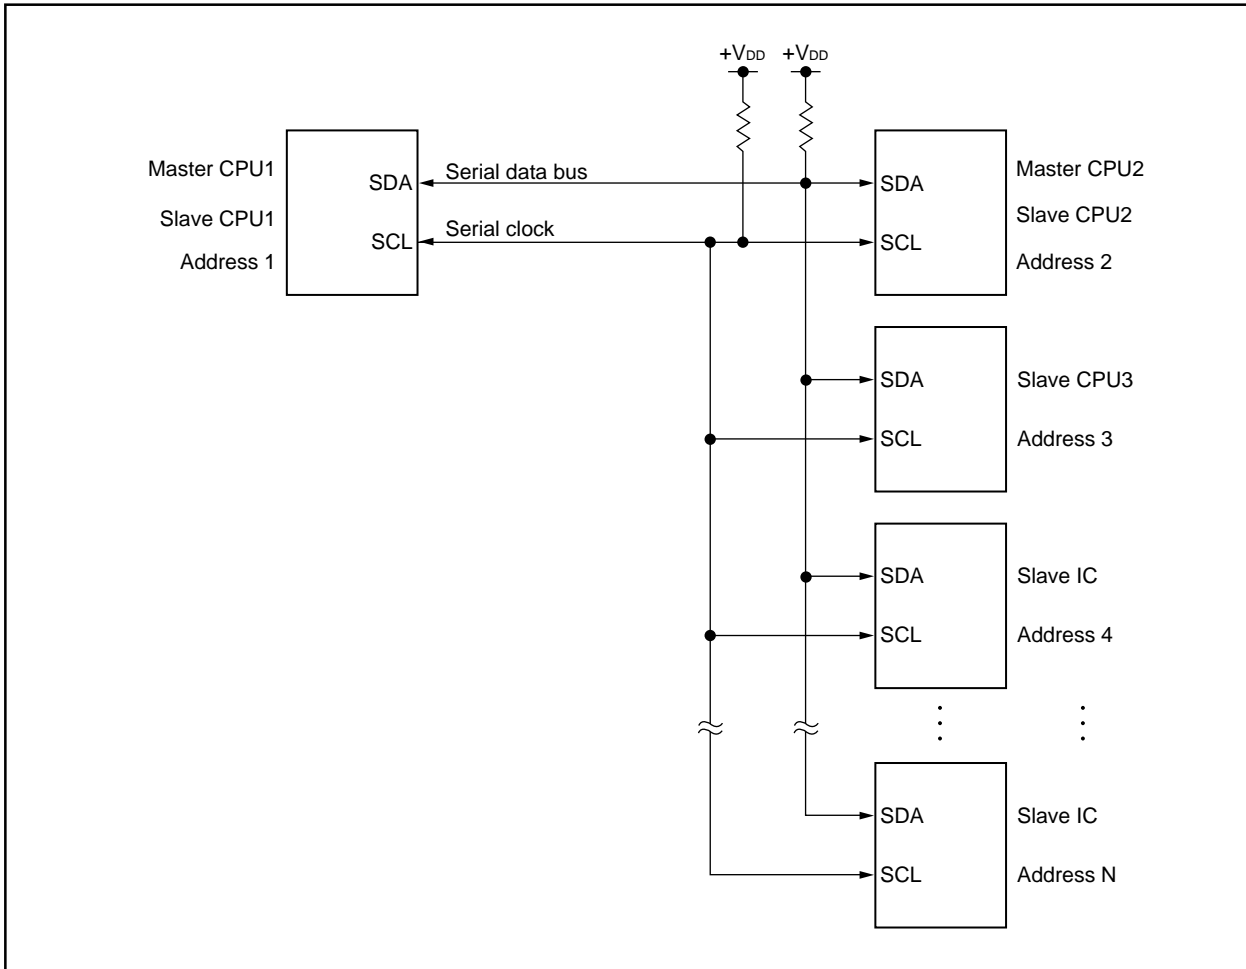 +VDD +VDD
Master CPU1
Slave CPU1
Address 1
SDA
SCL
Serial data bus
Serial clock
SDA
SCL
Master CPU2
Slave CPU2
Address 2
SDA
SCL
Slave CPU3
Address 3
SDA
SCL
Slave IC
Address 4
SDA
SCL
Slave IC
Address N